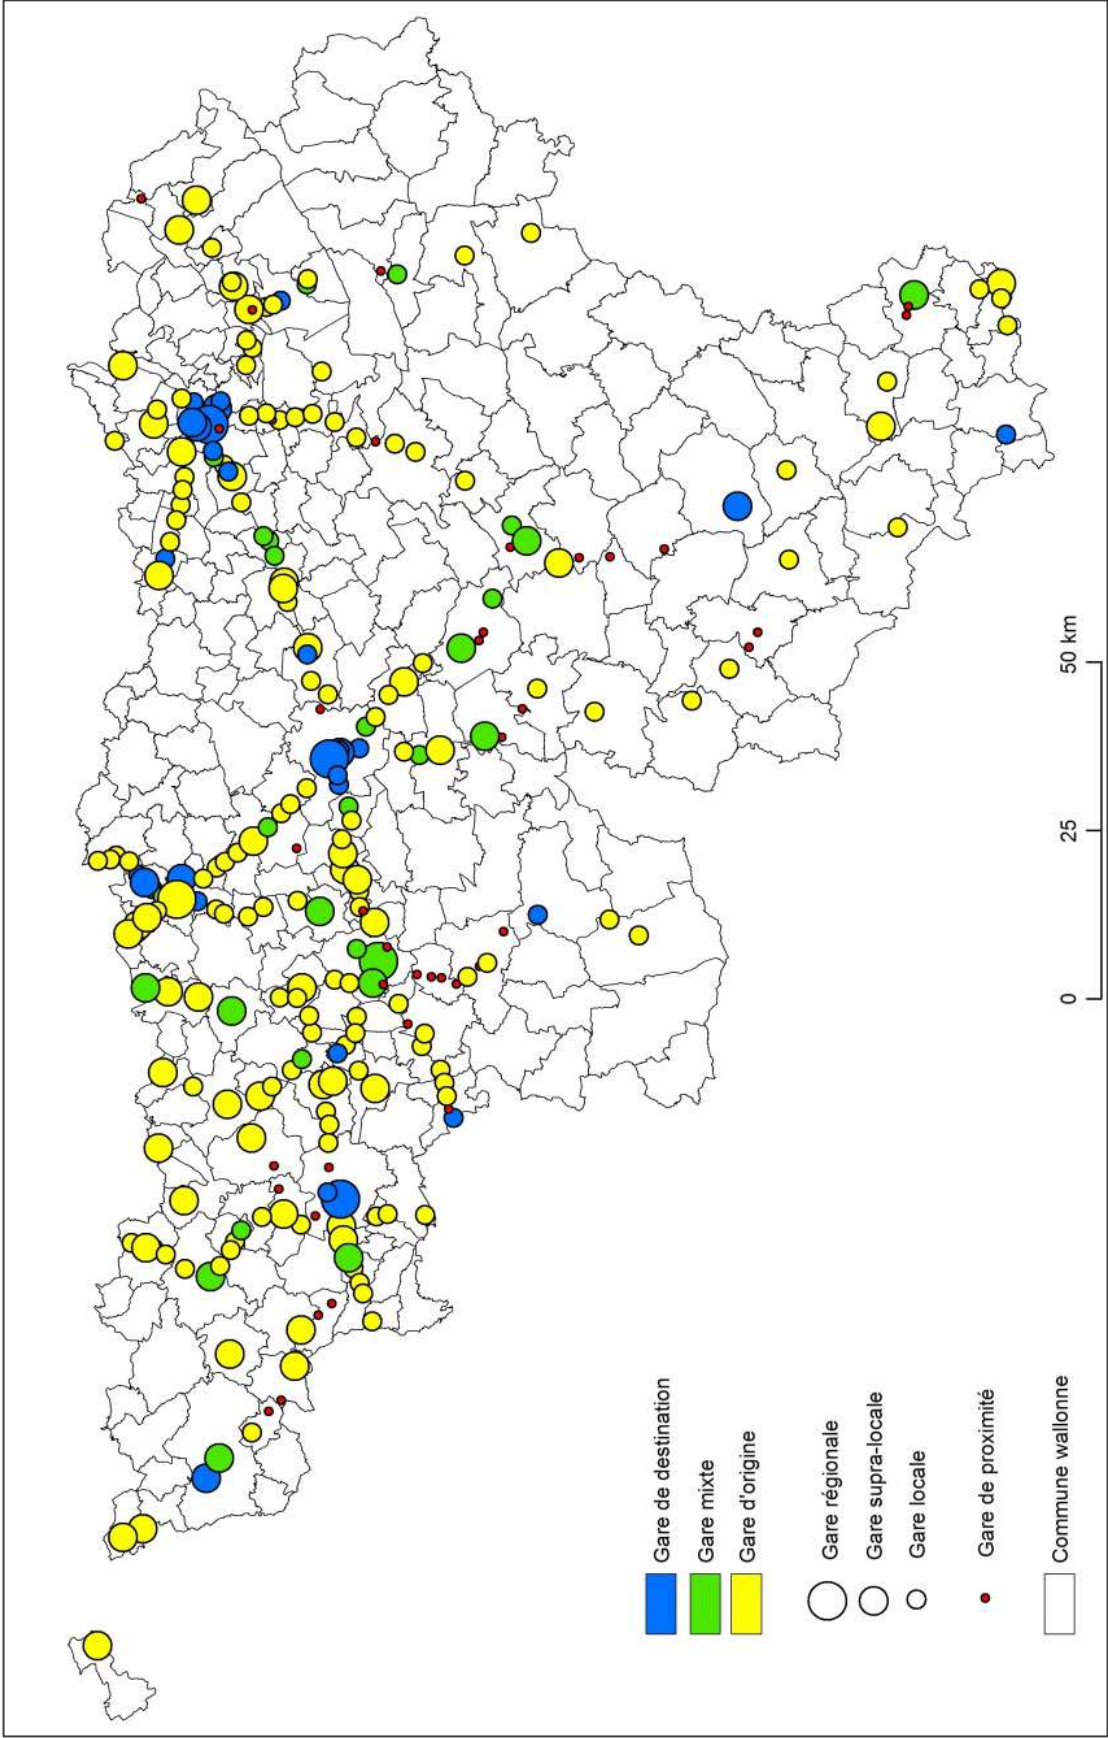 Gare de destination
Gare mixte
Gare d'origine
Gare régionale
Gare supra-locale
Gare locale
Gare de proximité
Commune wallonne
0
25
50 km